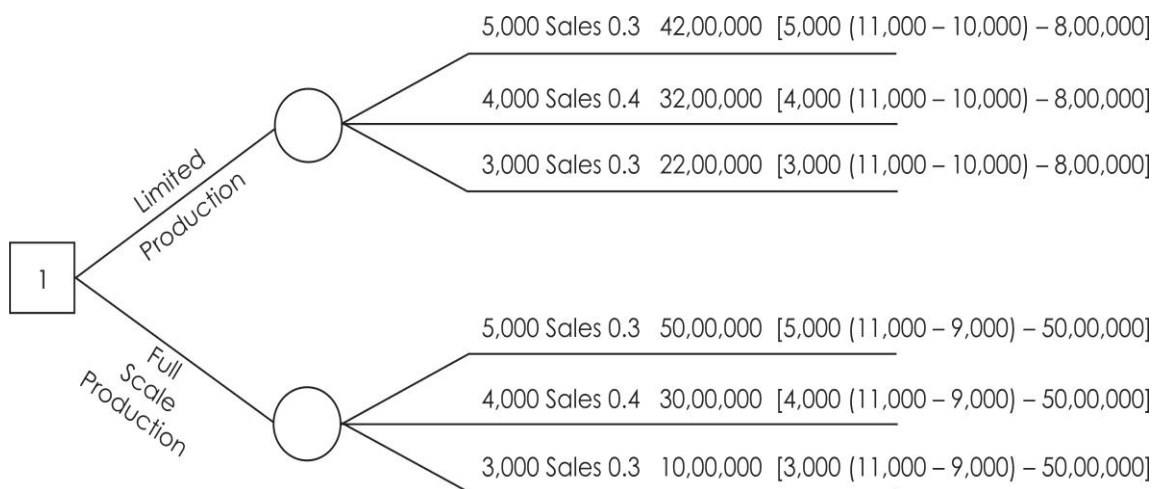 5,000 Sales 0.3 42,00,000 [5,000 (11,000 – 10,000) – 8,00,000]
4,000 Sales 0.4 32,00,000 [4,000 (11,000 – 10,000) – 8,00,000]
3,000 Sales 0.3 22,00,000 [3,000 (11,000 – 10,000) – 8,00,000]
Limited
Production
1
5,000 Sales 0.3 50,00,000 [5,000 (11,000 – 9,000) – 50,00,000]
Full
Scale
Production
4,000 Sales 0.4 30,00,000 [4,000 (11,000 – 9,000) – 50,00,000]
3,000 Sales 0.3 10,00,000 [3,000 (11,000 – 9,000) – 50,00,000]